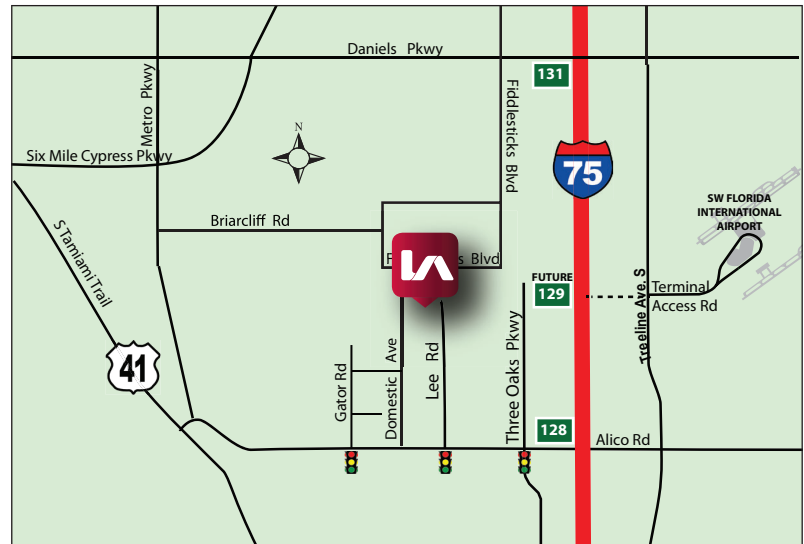 Daniels Pkwy
131
Metro Pkwy
Fiddlesticks Blvd
N
Six Mile Cypress Pkwy
75
SW FLORIDA
INTERNATIONAL
AIRPORT
Briarcliff Rd
S Tamiami Trail
Blvd
FUTURE
129
Treeline Ave. S
Terminal
Access Rd
41
Gator Rd
Domestic Ave
Lee Rd
Three Oaks Pkwy
128
Alico Rd